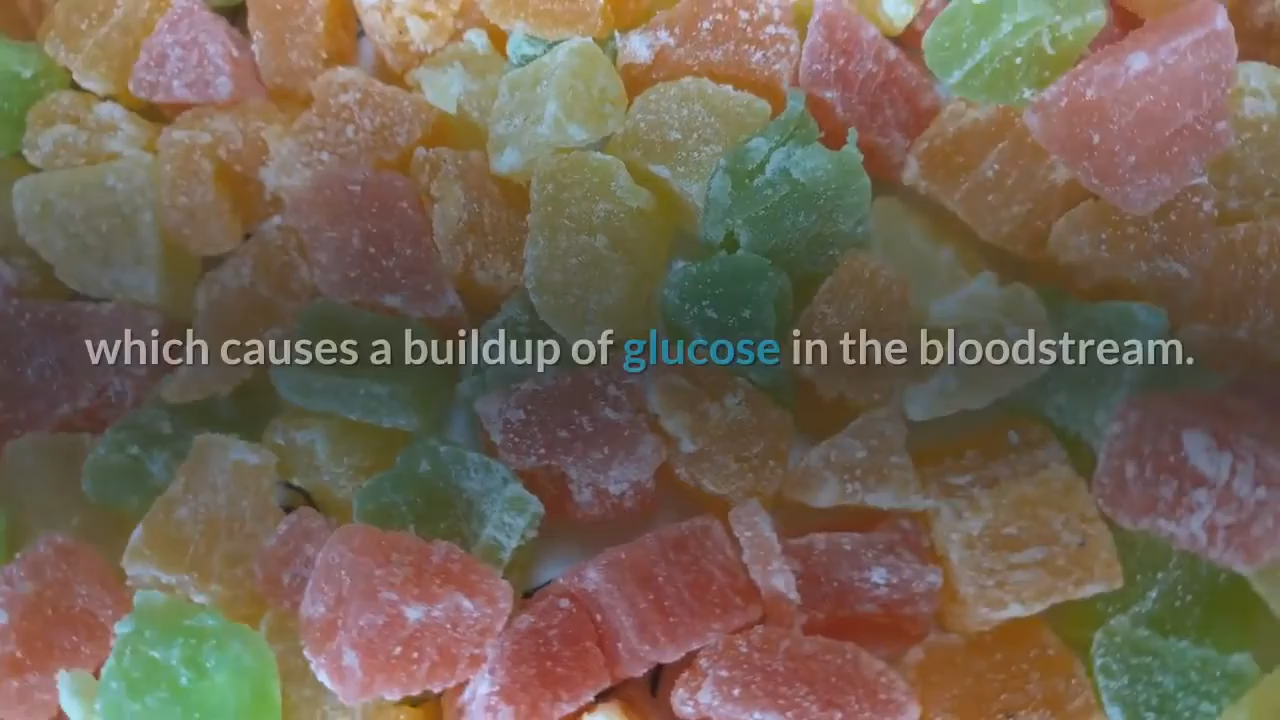 which causes a buildup of glucose in the bloodstream.